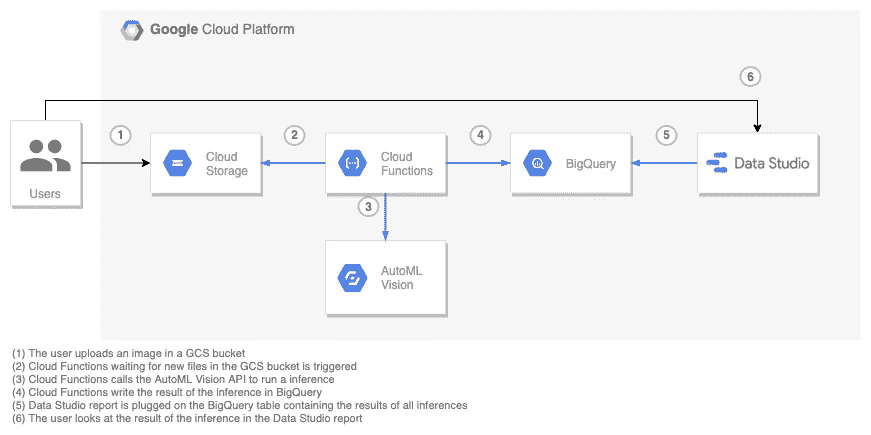 Google Cloud Platform
6
1
2
4
5
Users
Cloud
Storage
Cloud
Functions
BigQuery
Data Studio
3
AutoML
Vision
(1) The user uploads an image in a GCS bucket
(2) Cloud Functions waiting for new files in the GCS bucket is triggered
(3) Cloud Functions calls the AutoML Vision API to run a inference
(4) Cloud Functions write the result of the inference in BigQuery
(5) Data Studio report is plugged on the BigQuery table containing the results of all inferences
(6) The user looks at the result of the inference in the Data Studio report